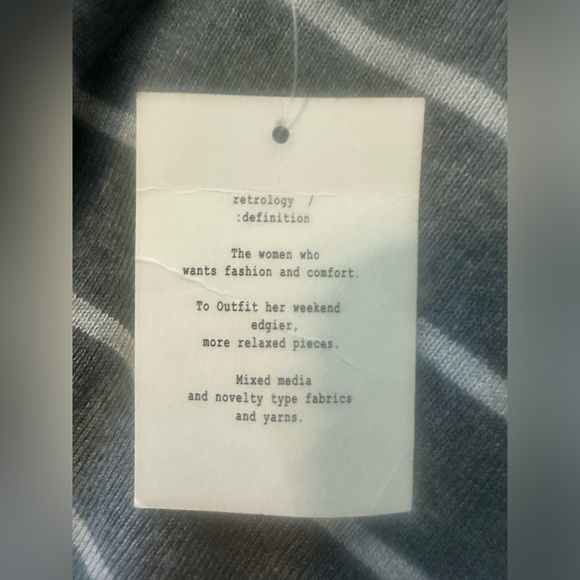 retrology /
:definition
The women who
wants fashion and comfort.
To Outfit her weekend
edgier,
more relaxed pieces.
Mixed media
and novelty type fabrics
and yarns.